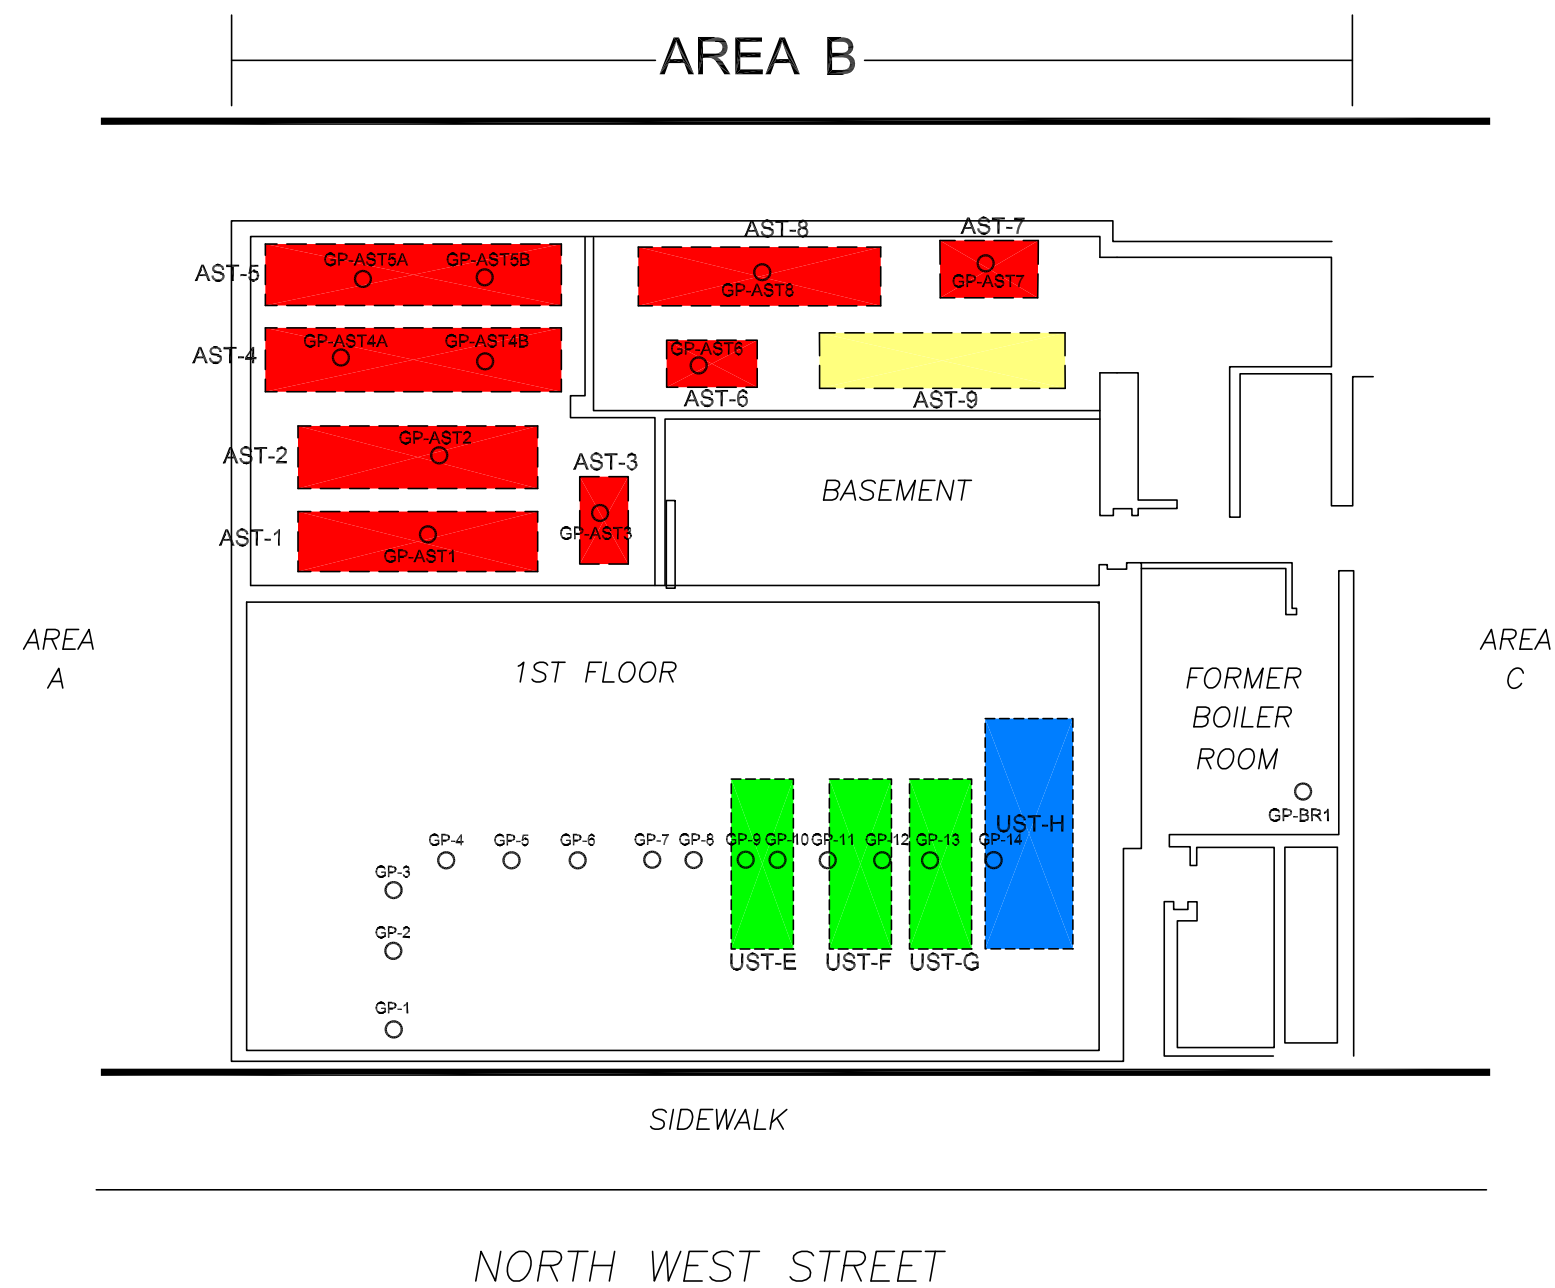 AREA B
AST-8
AST-7
AST-5
GP-AST5A
GP-AST5B
GP-AST8
GP-AST7
AST-4
GP-AST4A
GP-AST4B
GP-AST6
AST-6
AST-9
AST-2
GP-AST2
AST-3
BASEMENT
AST-1
GP-AST1
GP-AST3
AREA
A
1ST FLOOR
FORMER
BOILER
ROOM
AREA
C
GP-BR1
UST-H
GP-4
GP-5
GP-6
GP-7
GP-8
GP-9
GP-10
GP-11
GP-12
GP-13
GP-14
GP-3
GP-2
UST-E
UST-F
UST-G
GP-1
SIDEWALK
NORTH WEST STREET